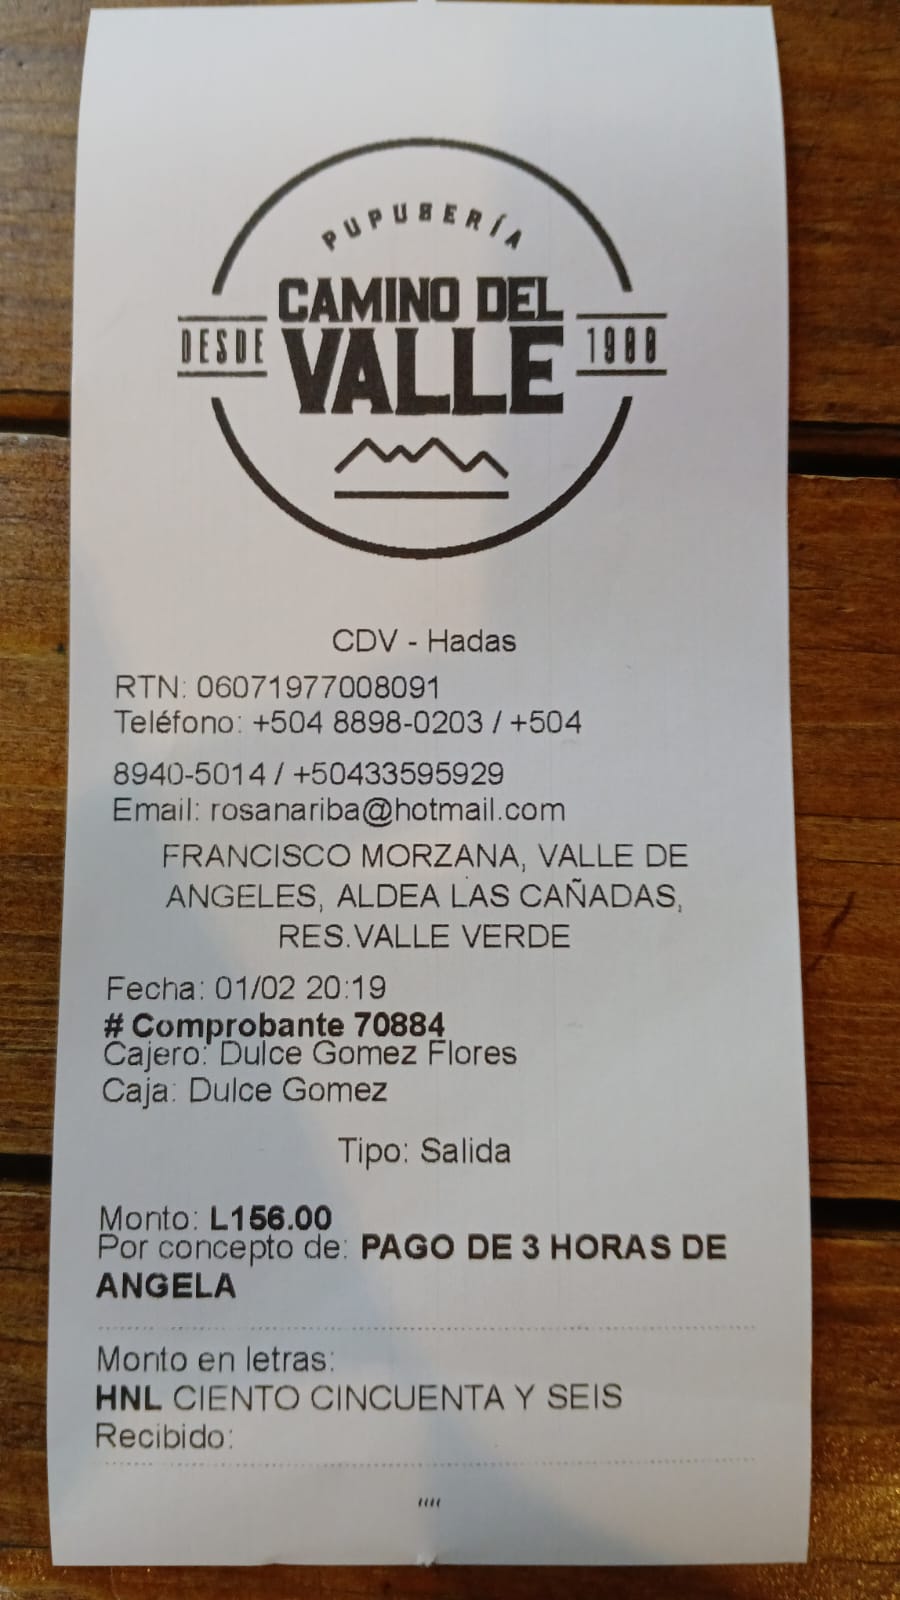 PUPUSERÍA
CAMINO DEL
VALLE
DESDE 1988
CDV - Hadas
RTN: 06071977008091
Teléfono: +504 8898-0203 / +504
8940-5014 / +50433595929
Email: rosanariba@hotmail.com
FRANCISCO MORZANA, VALLE DE
ANGELES, ALDEA LAS CAÑADAS,
RES.VALLE VERDE
Fecha: 01/02 20:19
# Comprobante 70884
Cajero: Dulce Gomez Flores
Caja: Dulce Gomez
Tipo: Salida
Monto: L156.00
Por concepto de: PAGO DE 3 HORAS DE
ANGELA
Monto en letras:
HNL CIENTO CINCUENTA Y SEIS
Recibido:
''''